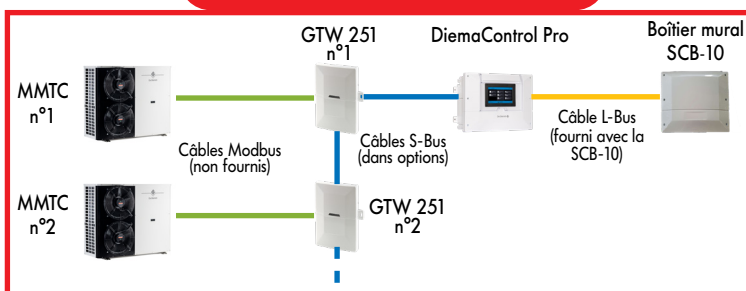 GTW 251
n°1
DiemaControl Pro
Boîtier mural
SCB-10
MMTC
n°1
Câbles Modbus
(non fournis)
Câbles S-Bus
(dans options)
Câble L-Bus
(fourni avec la
SCB-10)
MMTC
n°2
GTW 251
n°2